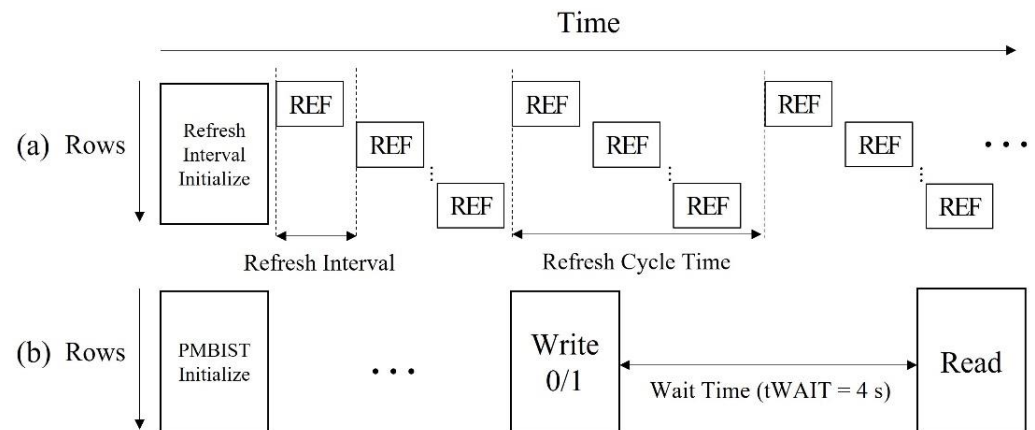 Time
(a) Rows
Refresh
Interval
Initialize
REF
REF
REF
REF
REF
REF
REF
REF
REF
Refresh Interval
Refresh Cycle Time
(b) Rows
PMBIST
Initialize
Write
0/1
Wait Time (tWAIT = 4 s)
Read